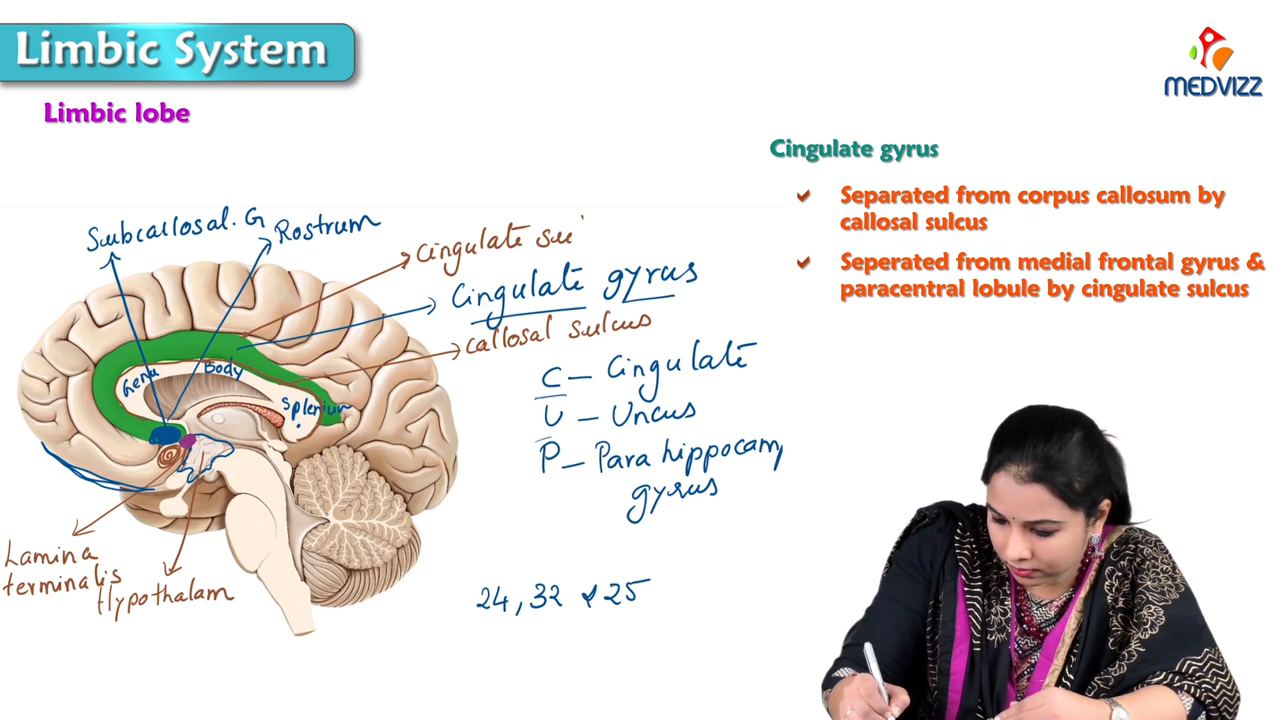 Limbic System
MEDVIZZ
Limbic lobe
Cingulate gyrus
Separated from corpus callosum by
callosal sulcus
Seperated from medial frontal gyrus &
paracentral lobule by cingulate sulcus
Subcallosal. G
Rostrum
Cingulate sul
Cingulate gyrus
callosal sulcus
Genu
Body
Splenium
C – Cingulate
U – Uncus
P – Para hippocamp
gyrus
Lamina
terminalis
Hypothalam
24, 32 & 25